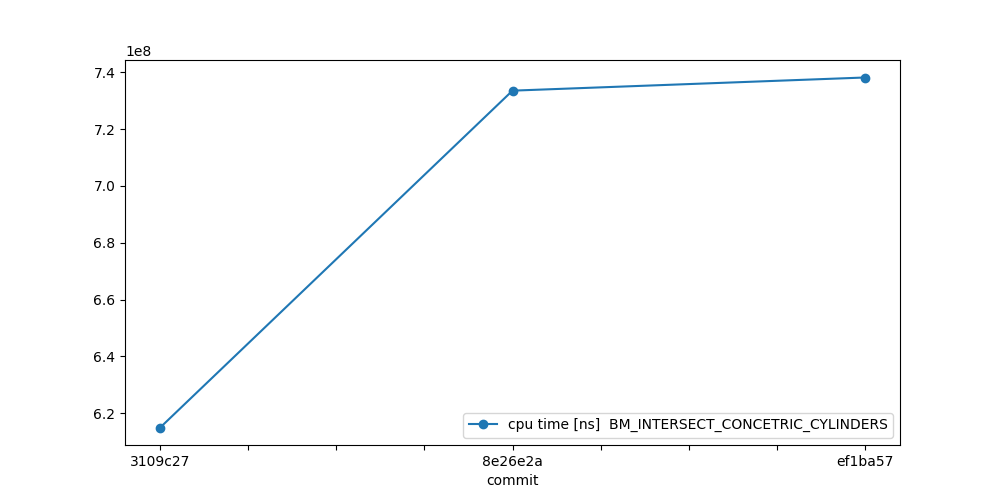 1e8
7.4
7.2
7.0
6.8
6.6
6.4
6.2
cpu time [ns]  BM_INTERSECT_CONCETRIC_CYLINDERS
3109c27 8e26e2a ef1ba57
commit